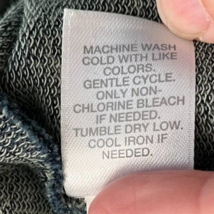 MACHINE WASH
COLD WITH LIKE
COLORS.
GENTLE CYCLE.
ONLY NON-
CHLORINE BLEACH
IF NEEDED.
TUMBLE DRY LOW.
COOL IRON IF
NEEDED.